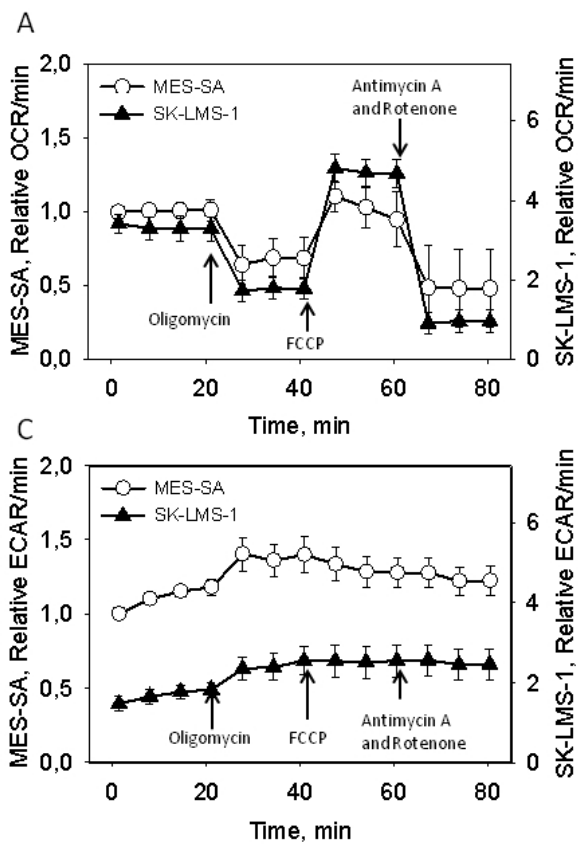 A
MES-SA, Relative OCR/min
2,0
1,5
1,0
0,5
0,0
MES-SA
SK-LMS-1
Antimycin A
and Rotenone
Oligomycin
FCCP
6
4
2
0
SK-LMS-1, Relative OCR/min
0 20 40 60 80
Time, min
C
MES-SA, Relative ECAR/min
2,0
1,5
1,0
0,5
0,0
MES-SA
SK-LMS-1
Oligomycin
FCCP
Antimycin A
and Rotenone
6
4
2
0
SK-LMS-1, Relative ECAR/min
0 20 40 60 80
Time, min